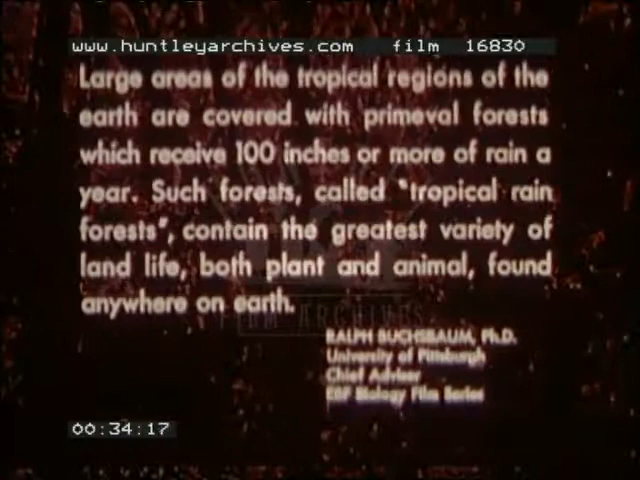 www.huntleyarchives.com film 16830
Large areas of the tropical regions of the
earth are covered with primeval forests
which receive 100 inches or more of rain a
year. Such forests, called "tropical rain
forests", contain the greatest variety of
land life, both plant and animal, found
anywhere on earth.
FILM ARCHIVES
RALPH BUCHSBAUM, Ph.D.
University of Pittsburgh
Chief Adviser
EBF Biology Film Series
00:34:17